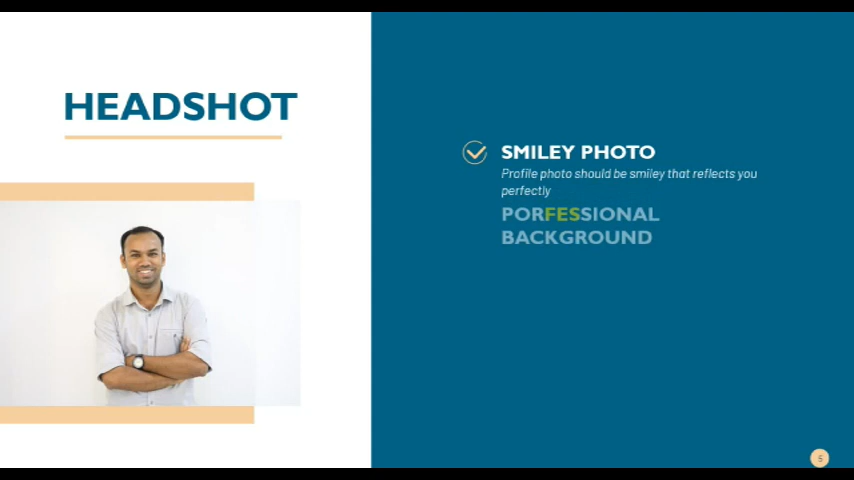 HEADSHOT
SMILEY PHOTO
Profile photo should be smiley that reflects you
perfectly
PORFESSIONAL
BACKGROUND
5